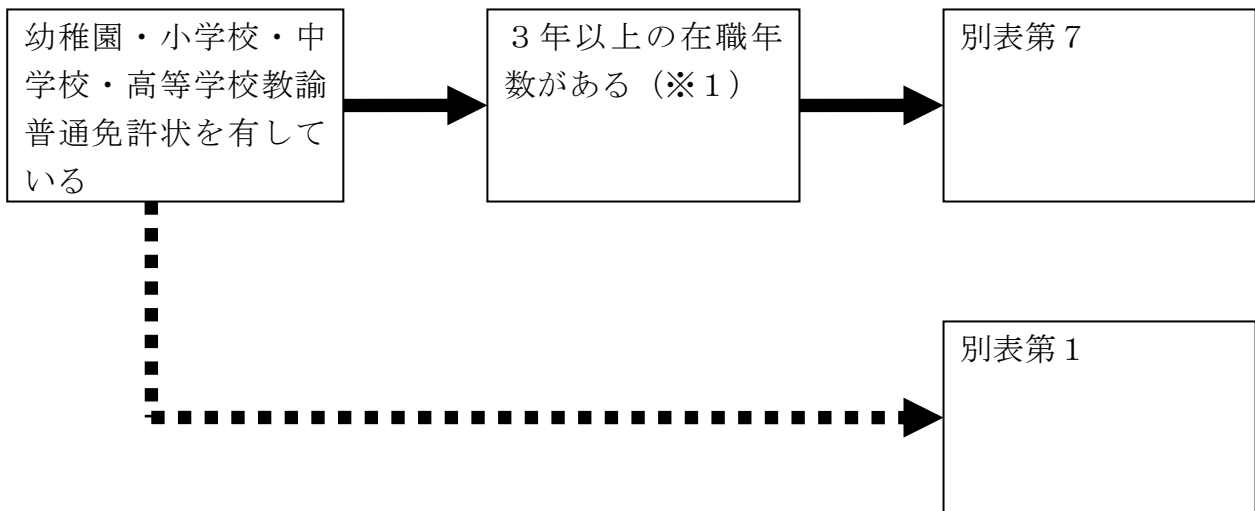 幼稚園・小学校・中
学校・高等学校教諭
普通免許状を有して
いる
３年以上の在職年
数がある（※１）
別表第７
別表第１